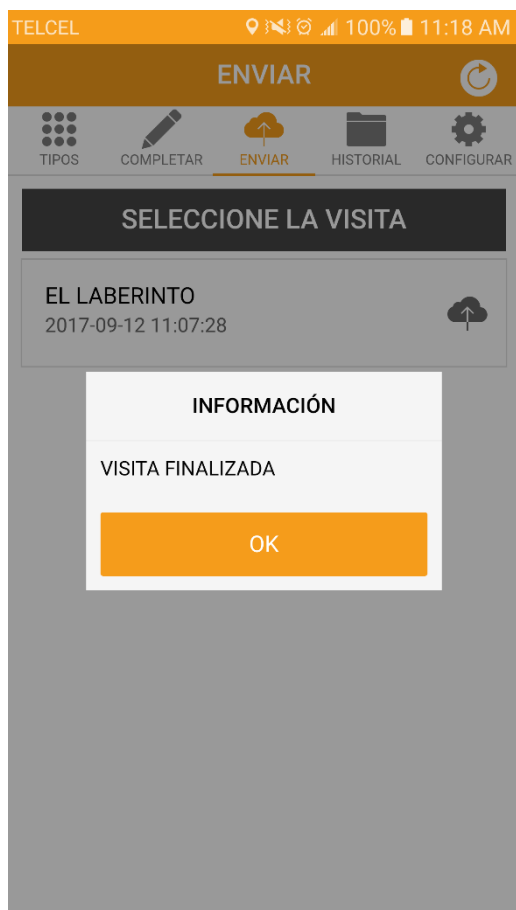 TELCEL 100% 11:18 AM
ENVIAR
TIPOS COMPLETAR ENVIAR HISTORIAL CONFIGURAR
SELECCIONE LA VISITA
EL LABERINTO
2017-09-12 11:07:28
INFORMACIÓN
VISITA FINALIZADA
OK